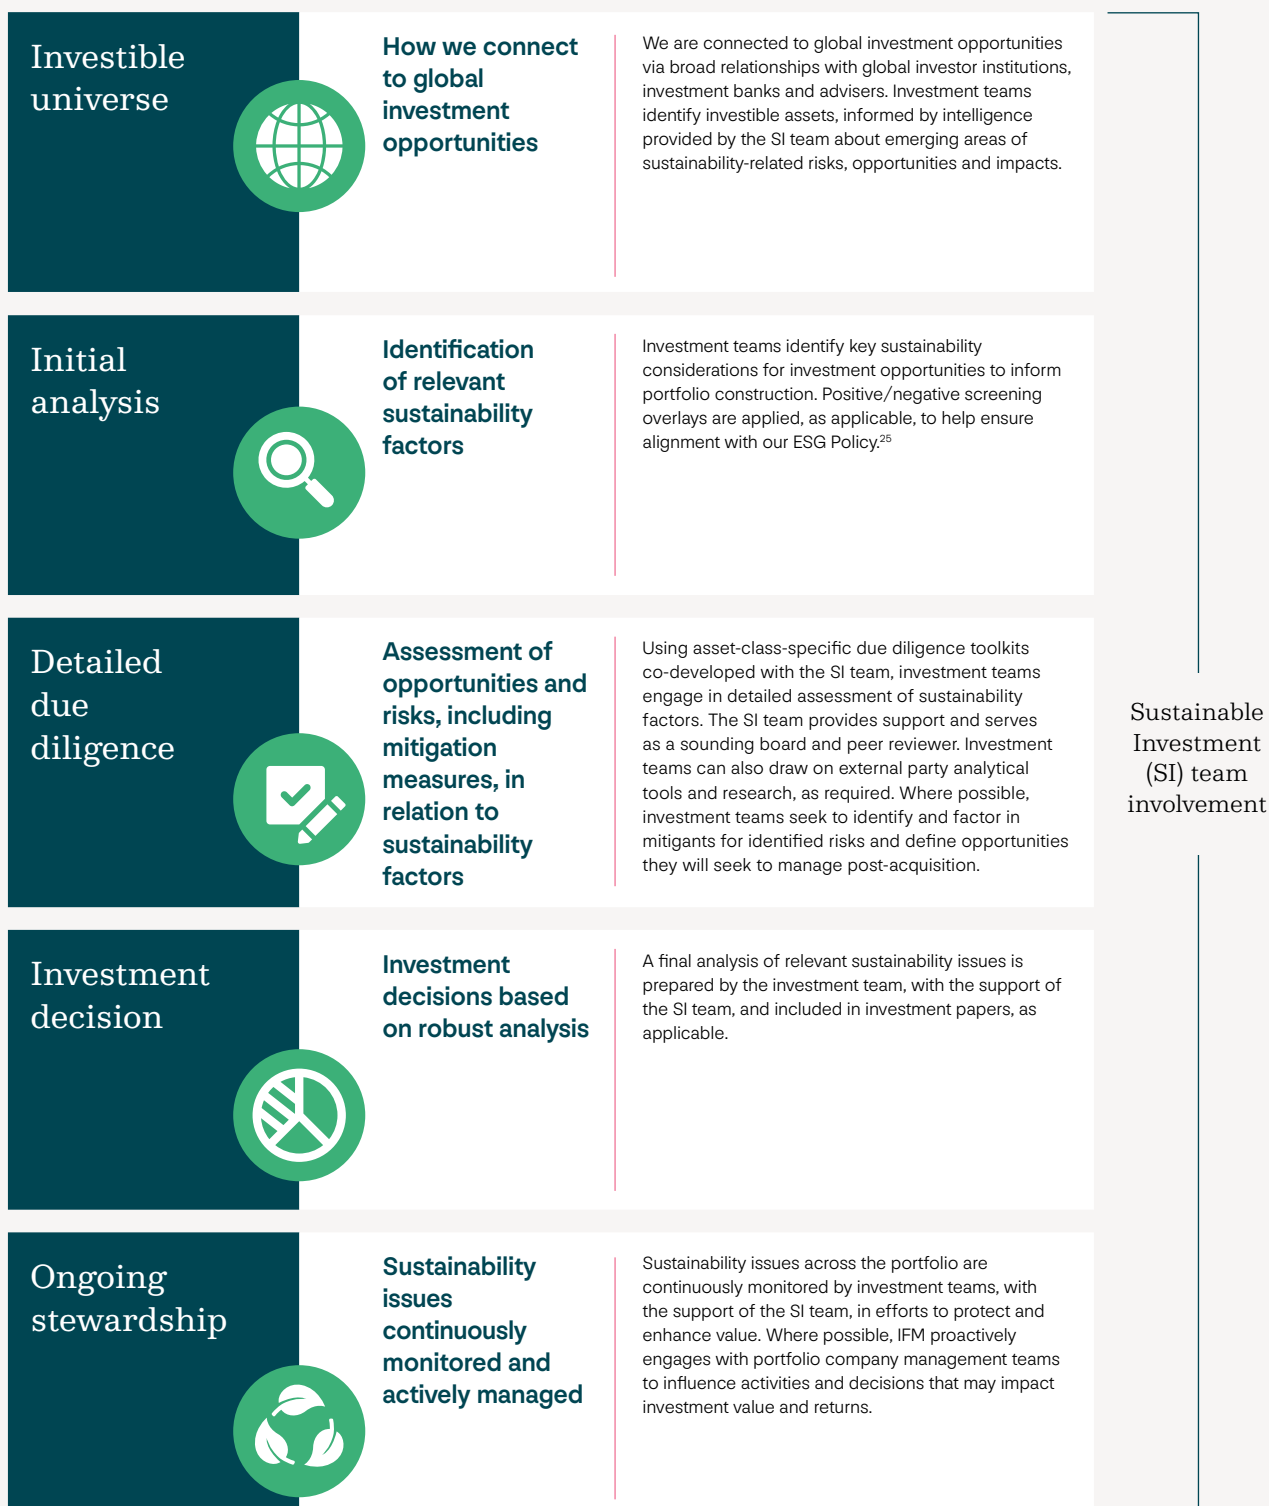 Investible
universe
How we connect
to global
investment
opportunities
We are connected to global investment opportunities
via broad relationships with global investor institutions,
investment banks and advisers. Investment teams
identify investible assets, informed by intelligence
provided by the SI team about emerging areas of
sustainability-related risks, opportunities and impacts.
Initial
analysis
Identification
of relevant
sustainability
factors
Investment teams identify key sustainability
considerations for investment opportunities to inform
portfolio construction. Positive/negative screening
overlays are applied, as applicable, to help ensure
alignment with our ESG Policy.²⁵
Detailed
due
diligence
Assessment of
opportunities and
risks, including
mitigation
measures, in
relation to
sustainability
factors
Using asset-class-specific due diligence toolkits
co-developed with the SI team, investment teams
engage in detailed assessment of sustainability
factors. The SI team provides support and serves
as a sounding board and peer reviewer. Investment
teams can also draw on external party analytical
tools and research, as required. Where possible,
investment teams seek to identify and factor in
mitigants for identified risks and define opportunities
they will seek to manage post-acquisition.
Investment
decision
Investment
decisions based
on robust analysis
A final analysis of relevant sustainability issues is
prepared by the investment team, with the support of
the SI team, and included in investment papers, as
applicable.
Ongoing
stewardship
Sustainability
issues
continuously
monitored and
actively managed
Sustainability issues across the portfolio are
continuously monitored by investment teams, with
the support of the SI team, in efforts to protect and
enhance value. Where possible, IFM proactively
engages with portfolio company management teams
to influence activities and decisions that may impact
investment value and returns.
Sustainable
Investment
(SI) team
involvement